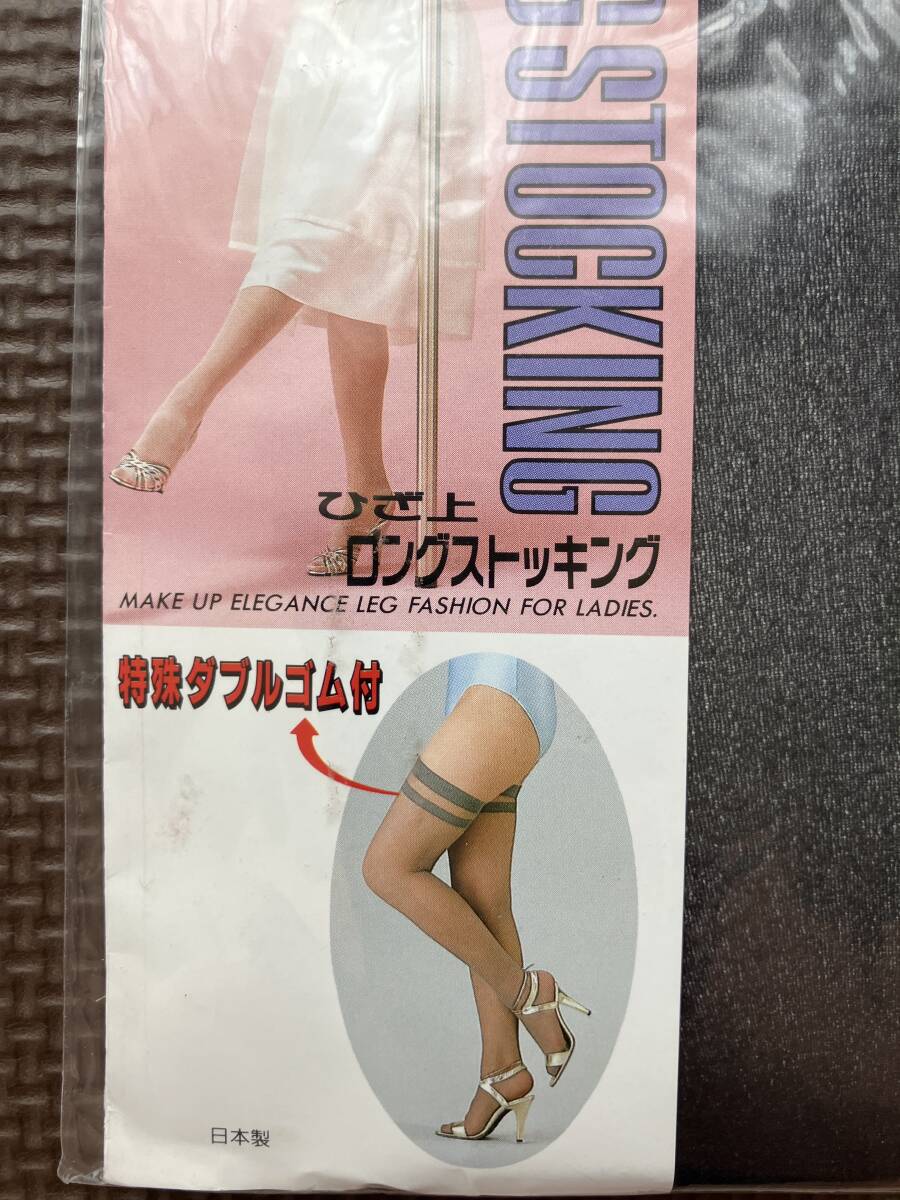 GSTOCKING
ひざ上
ロングストッキング
MAKE UP ELEGANCE LEG FASHION FOR LADIES.
特殊ダブルゴム付
日本製